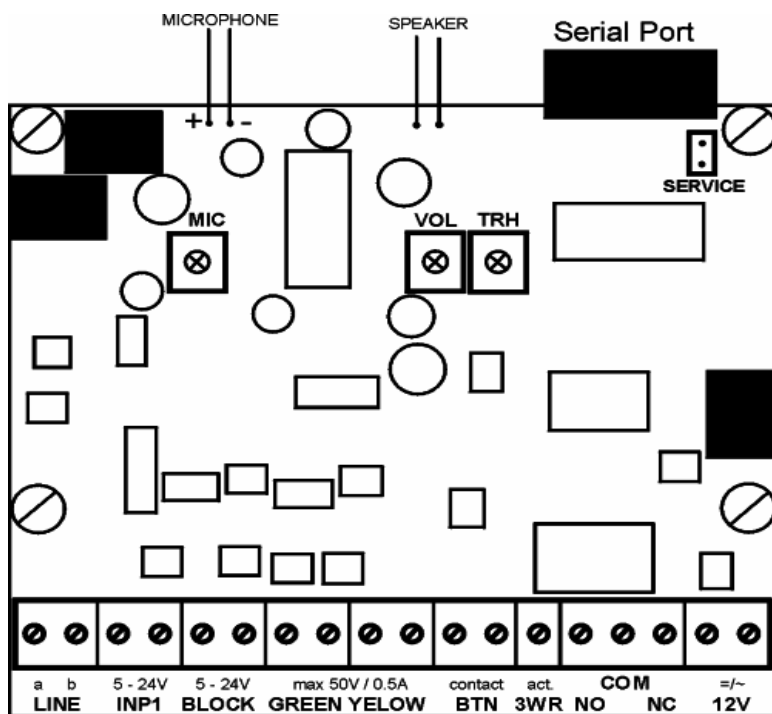 MICROPHONE SPEAKER Serial Port
+ -
SERVICE
MIC VOL TRH
a b 5 - 24V 5 - 24V max 50V / 0.5A contact act. COM =/~
LINE INP1 BLOCK GREEN YELOW BTN 3WR NO NC 12V